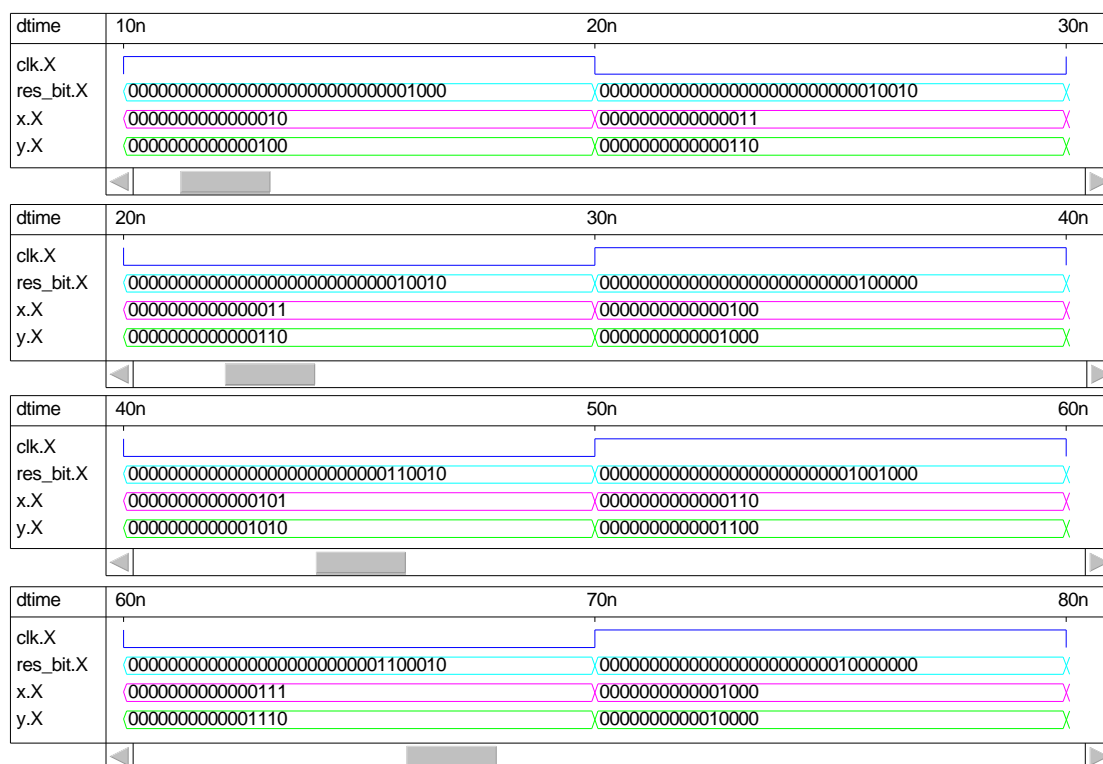 dtime 10n 20n 30n
clk.X
res_bit.X 00000000000000000000000000001000 00000000000000000000000000010010
x.X 0000000000000010 0000000000000011
y.X 0000000000000100 0000000000000110
dtime 20n 30n 40n
clk.X
res_bit.X 00000000000000000000000000010010 00000000000000000000000000100000
x.X 0000000000000011 0000000000000100
y.X 0000000000000110 0000000000001000
dtime 40n 50n 60n
clk.X
res_bit.X 00000000000000000000000000110010 00000000000000000000000001001000
x.X 0000000000000101 0000000000000110
y.X 0000000000001010 0000000000001100
dtime 60n 70n 80n
clk.X
res_bit.X 00000000000000000000000001100010 00000000000000000000000010000000
x.X 0000000000000111 0000000000001000
y.X 0000000000001110 0000000000010000